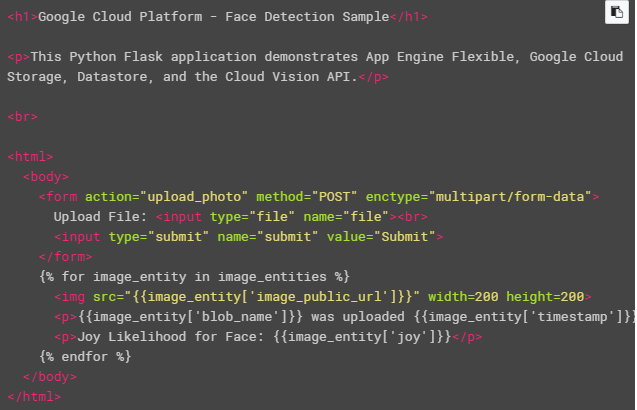 <h1>Google Cloud Platform - Face Detection Sample</h1>
<p>This Python Flask application demonstrates App Engine Flexible, Google Cloud
Storage, Datastore, and the Cloud Vision API.</p>
<br>
<html>
<body>
<form action="upload_photo" method="POST" enctype="multipart/form-data">
Upload File: <input type="file" name="file"><br>
<input type="submit" name="submit" value="Submit">
</form>
{% for image_entity in image_entities %}
<img src="{{image_entity['image_public_url']}}" width=200 height=200>
<p>{{image_entity['blob_name']}} was uploaded {{image_entity['timestamp']}}
<p>Joy Likelihood for Face: {{image_entity['joy']}}</p>
{% endfor %}
</body>
</html>